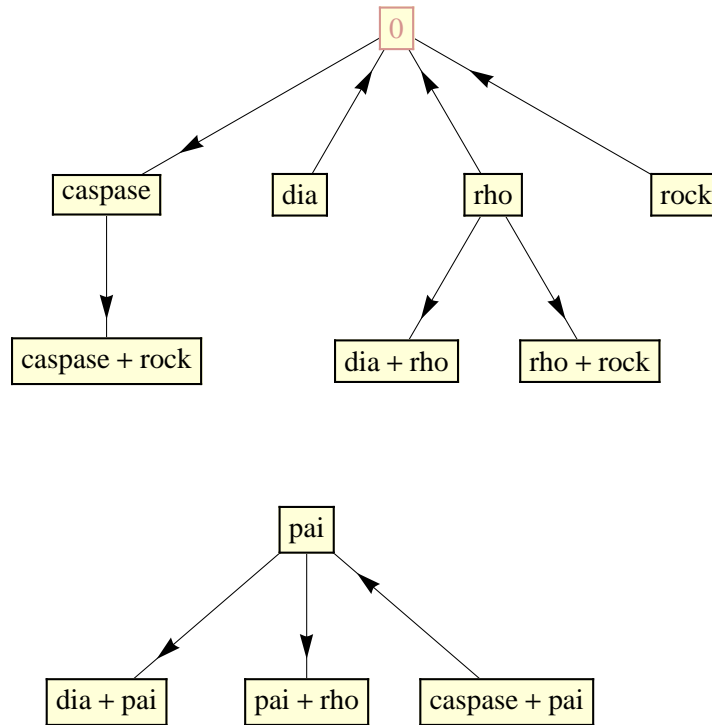 0
caspase
dia
rho
rock
caspase + rock
dia + rho
rho + rock
pai
dia + pai
pai + rho
caspase + pai